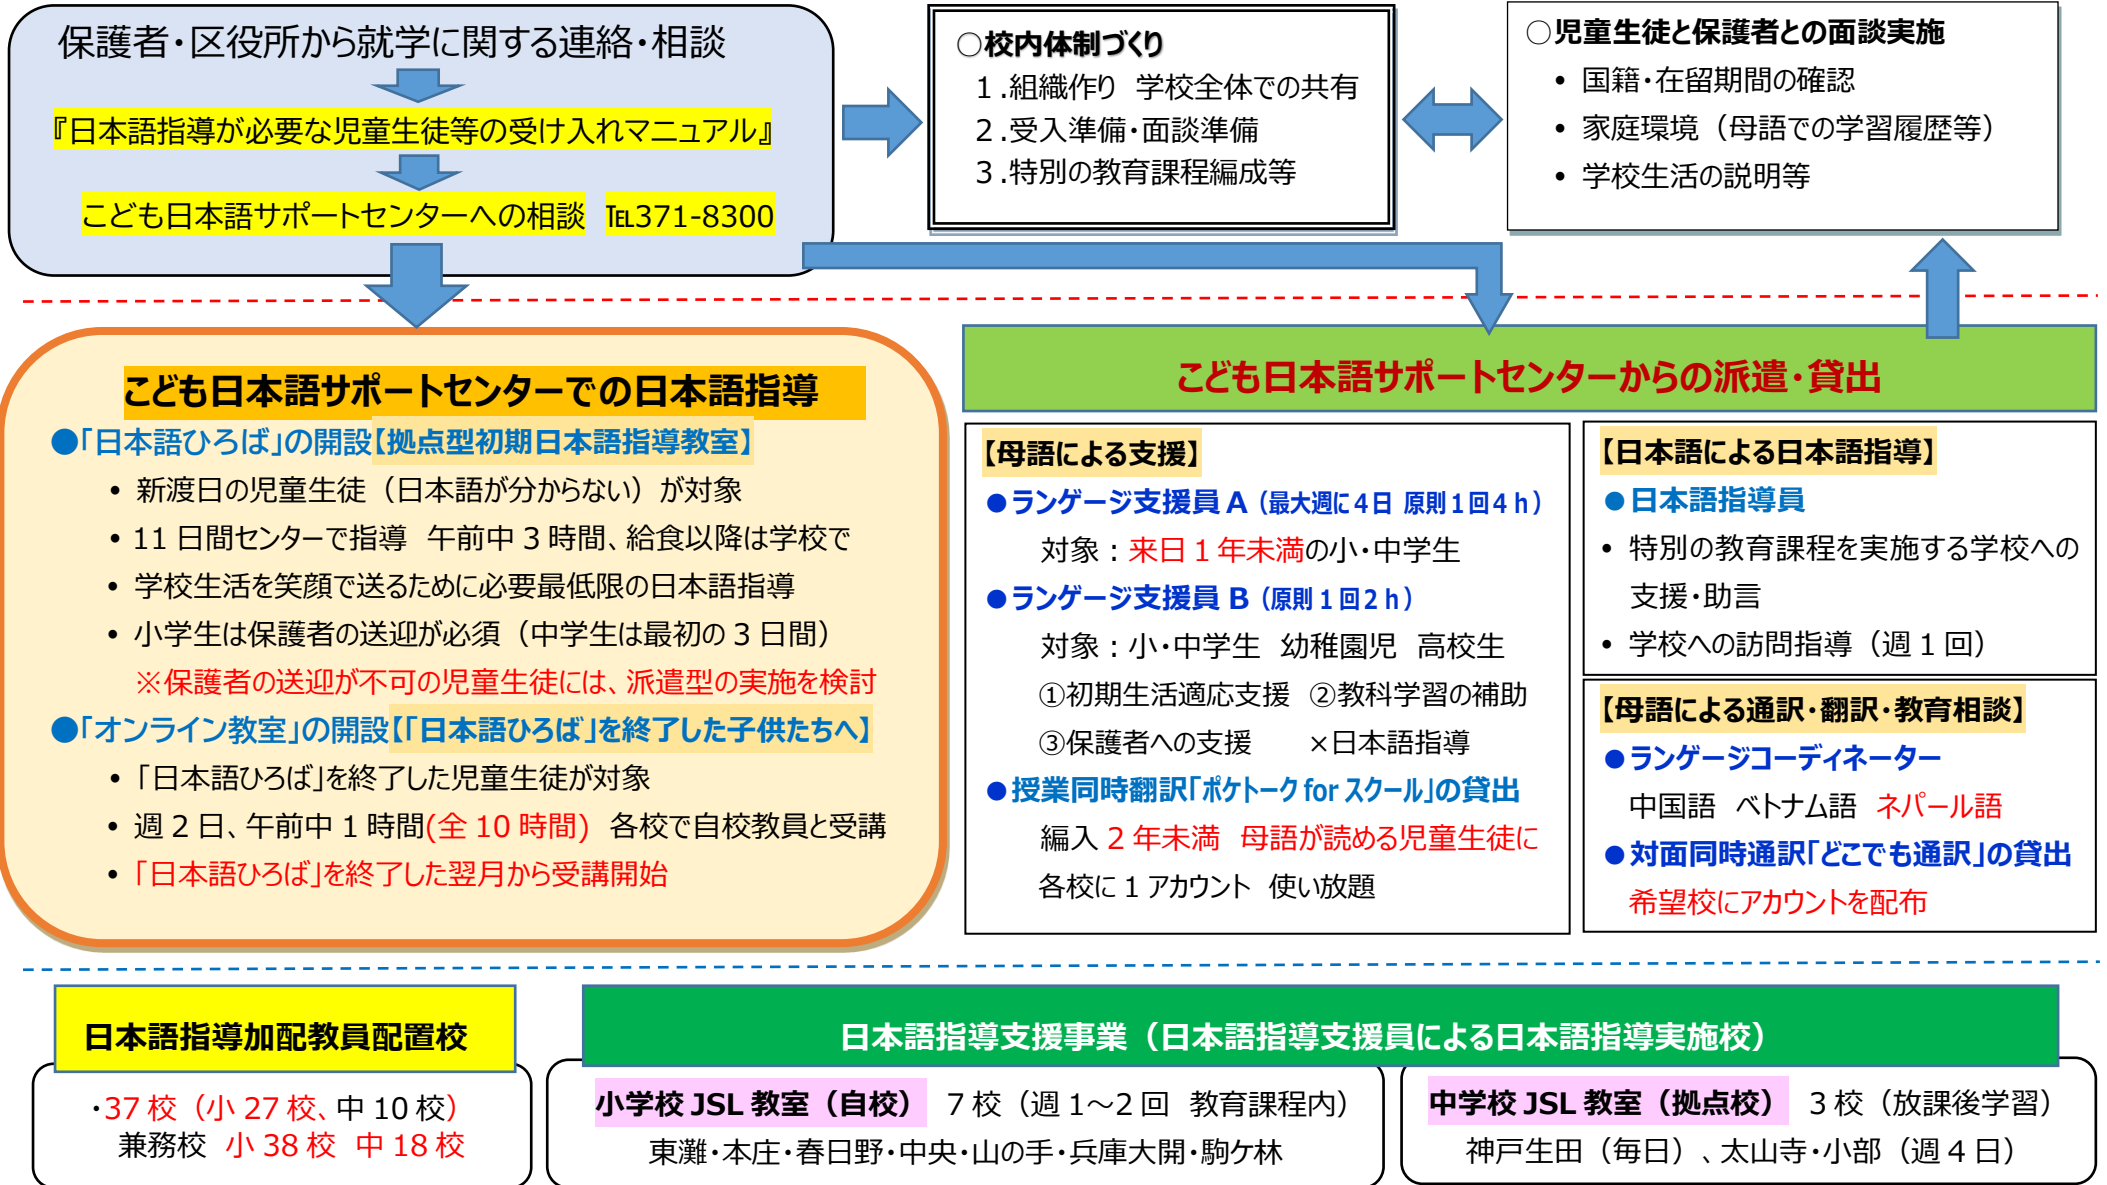 保護者・区役所から就学に関する連絡・相談
『日本語指導が必要な児童生徒等の受け入れマニュアル』
こども日本語サポートセンターへの相談　℡371-8300
○校内体制づくり
１.組織作り　学校全体での共有
２.受入準備・面談準備
３.特別の教育課程編成等
○児童生徒と保護者との面談実施
• 国籍・在留期間の確認
• 家庭環境（母語での学習履歴等）
• 学校生活の説明等
こども日本語サポートセンターでの日本語指導
●「日本語ひろば」の開設【拠点型初期日本語指導教室】
• 新渡日の児童生徒（日本語が分からない）が対象
• 11日間センターで指導　午前中３時間、給食以降は学校で
• 学校生活を笑顔で送るために必要最低限の日本語指導
• 小学生は保護者の送迎が必須（中学生は最初の３日間）
※保護者の送迎が不可の児童生徒には、派遣型の実施を検討
●「オンライン教室」の開設【「日本語ひろば」を終了した子供たちへ】
• 「日本語ひろば」を終了した児童生徒が対象
• 週２日、午前中１時間(全10時間)　各校で自校教員と受講
• 「日本語ひろば」を終了した翌月から受講開始
こども日本語サポートセンターからの派遣・貸出
【母語による支援】
●ランゲージ支援員A（最大週に４日　原則１回４ｈ）
対象：来日１年未満の小・中学生
●ランゲージ支援員B（原則１回２ｈ）
対象：小・中学生　幼稚園児　高校生
①初期生活適応支援　②教科学習の補助
③保護者への支援　　×日本語指導
●授業同時翻訳「ポケトークforスクール」の貸出
編入２年未満　母語が読める児童生徒に
各校に１アカウント　使い放題
【日本語による日本語指導】
●日本語指導員
• 特別の教育課程を実施する学校への
支援・助言
• 学校への訪問指導（週１回）
【母語による通訳・翻訳・教育相談】
●ランゲージコーディネーター
中国語　ベトナム語　ネパール語
●対面同時通訳「どこでも通訳」の貸出
希望校にアカウントを配布
日本語指導加配教員配置校
・37校（小27校、中10校）
兼務校　小38校　中18校
日本語指導支援事業（日本語指導支援員による日本語指導実施校）
小学校JSL教室（自校）　７校（週1～2回　教育課程内）
東灘・本庄・春日野・中央・山の手・兵庫大開・駒ケ林
中学校JSL教室（拠点校）　３校（放課後学習）
神戸生田（毎日）、太山寺・小部（週４日）